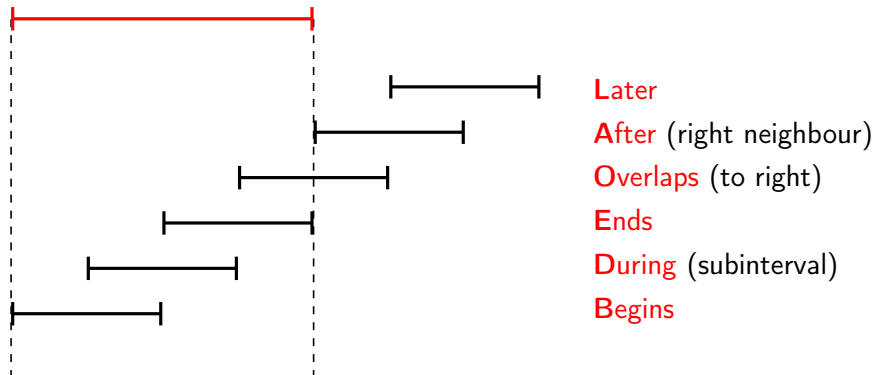 Later
After (right neighbour)
Overlaps (to right)
Ends
During (subinterval)
Begins